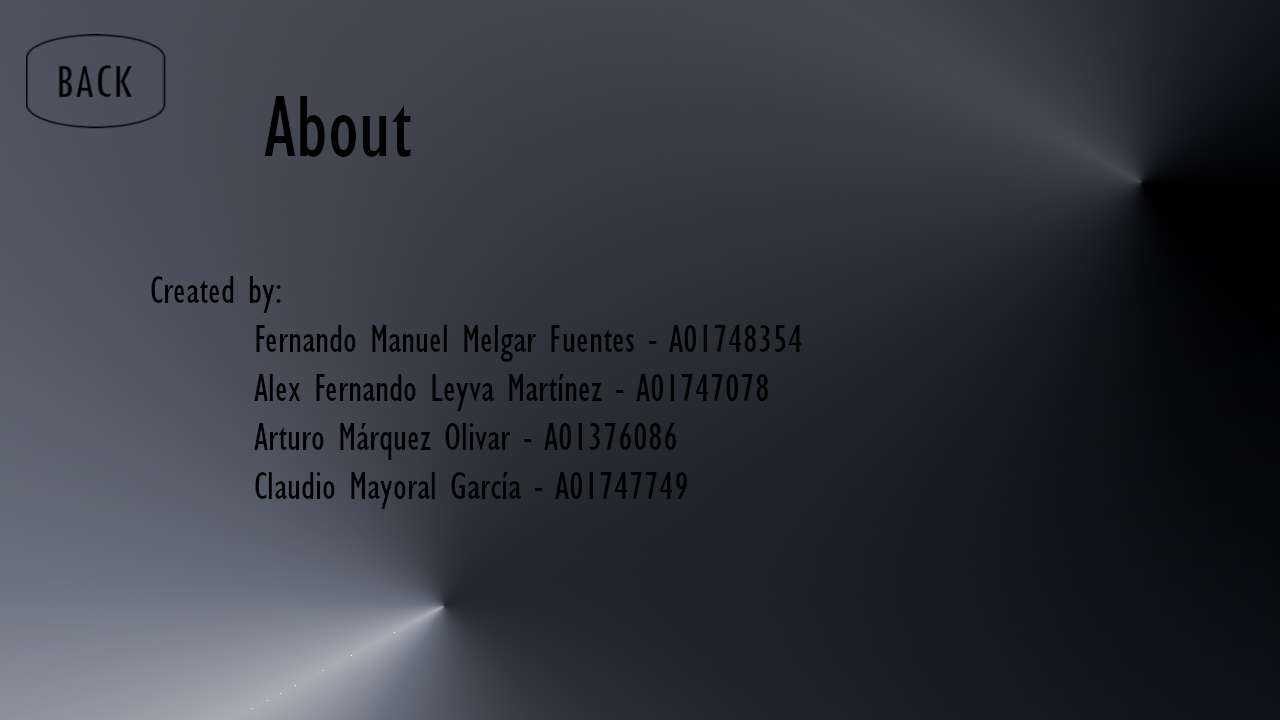 BACK
About
Created by:
Fernando Manuel Melgar Fuentes - A01748354
Alex Fernando Leyva Martínez - A01747078
Arturo Márquez Olivar - A01376086
Claudio Mayoral García - A01747749